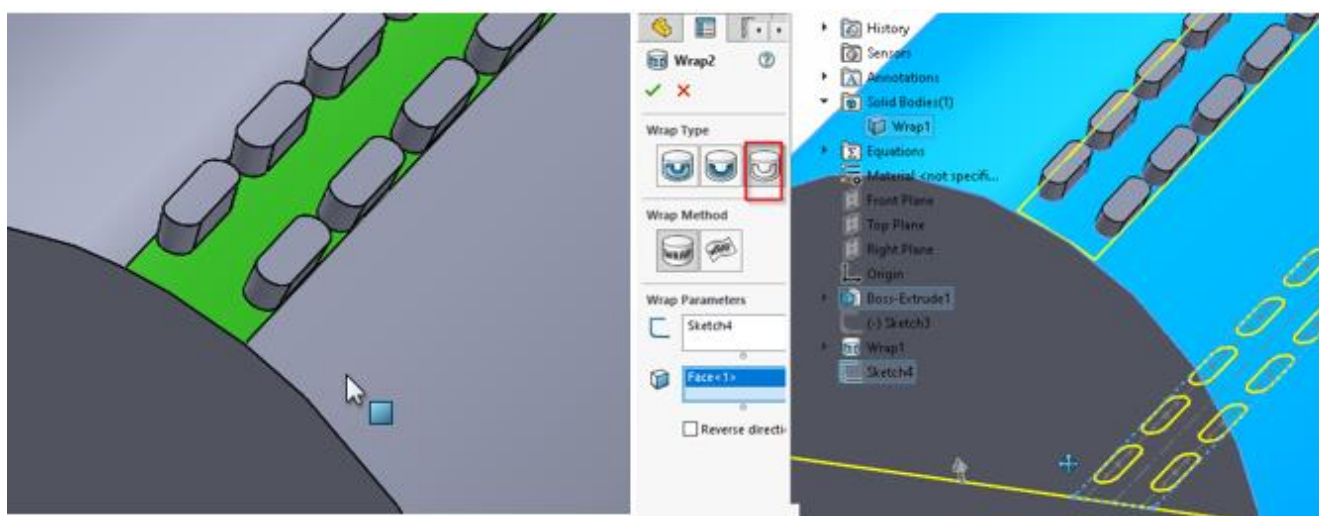 Wrap2
Wrap Type
Wrap Method
Wrap Parameters
Sketch4
Face<1>
Reverse directi
History
Sensors
Annotations
Solid Bodies(1)
Wrap1
Equations
Material <not specifi...
Front Plane
Top Plane
Right Plane
Origin
Boss-Extrude1
(-) Sketch3
Wrap1
Sketch4